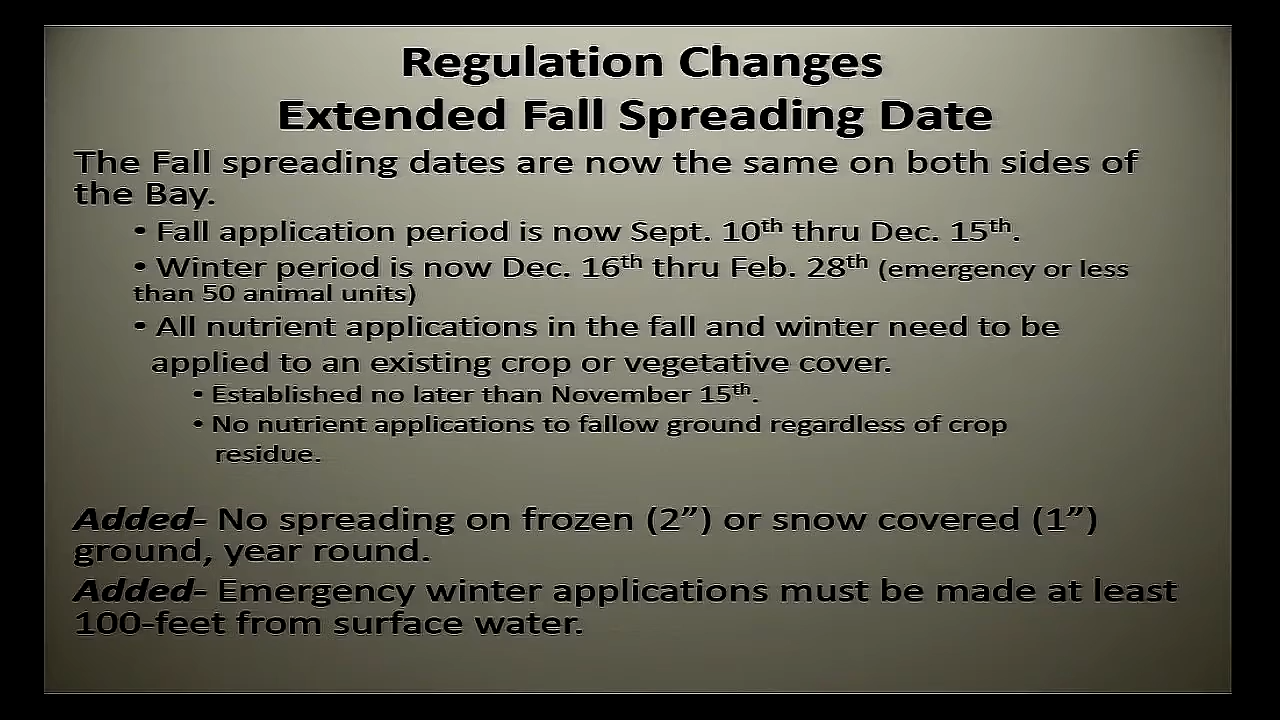 Regulation Changes
Extended Fall Spreading Date
The Fall spreading dates are now the same on both sides of
the Bay.
• Fall application period is now Sept. 10th thru Dec. 15th.
• Winter period is now Dec. 16th thru Feb. 28th (emergency or less
than 50 animal units)
• All nutrient applications in the fall and winter need to be
applied to an existing crop or vegetative cover.
• Established no later than November 15th.
• No nutrient applications to fallow ground regardless of crop
residue.
Added- No spreading on frozen (2”) or snow covered (1”)
ground, year round.
Added- Emergency winter applications must be made at least
100-feet from surface water.